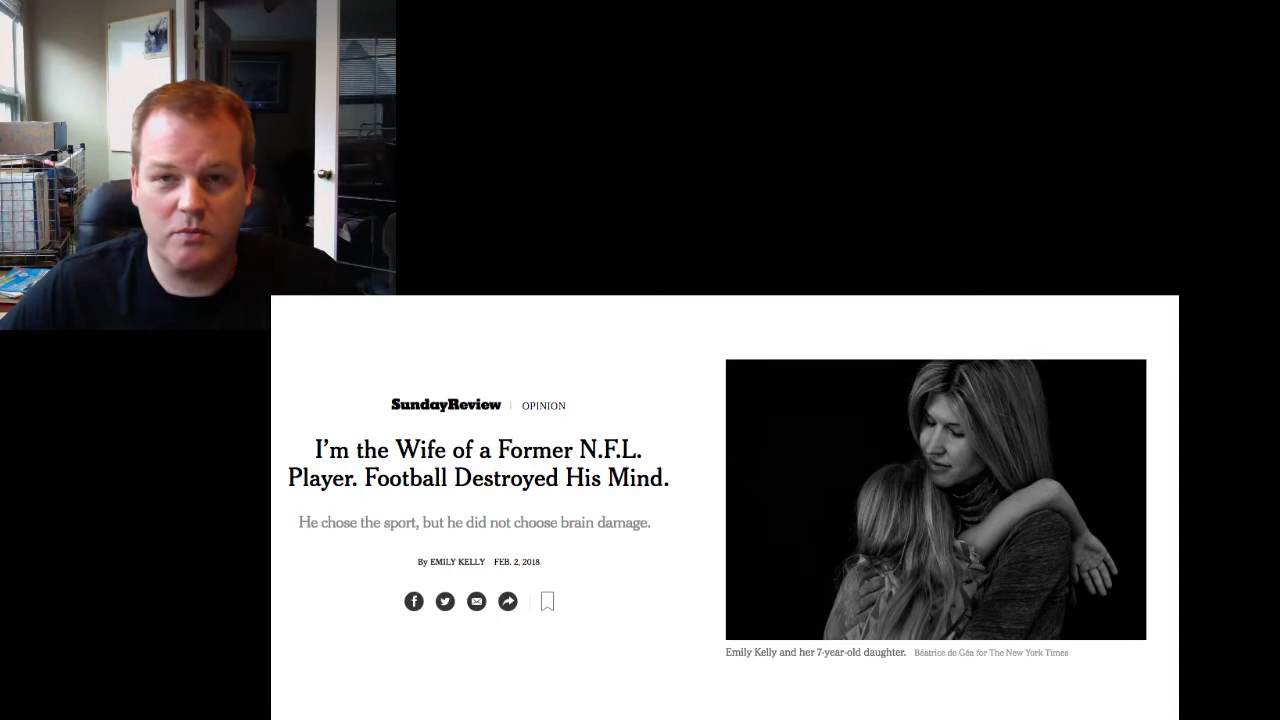 SundayReview | OPINION
I'm the Wife of a Former N.F.L.
Player. Football Destroyed His Mind.
He chose the sport, but he did not choose brain damage.
By EMILY KELLY FEB. 2, 2018
Emily Kelly and her 7-year-old daughter. Béatrice de Géa for The New York Times